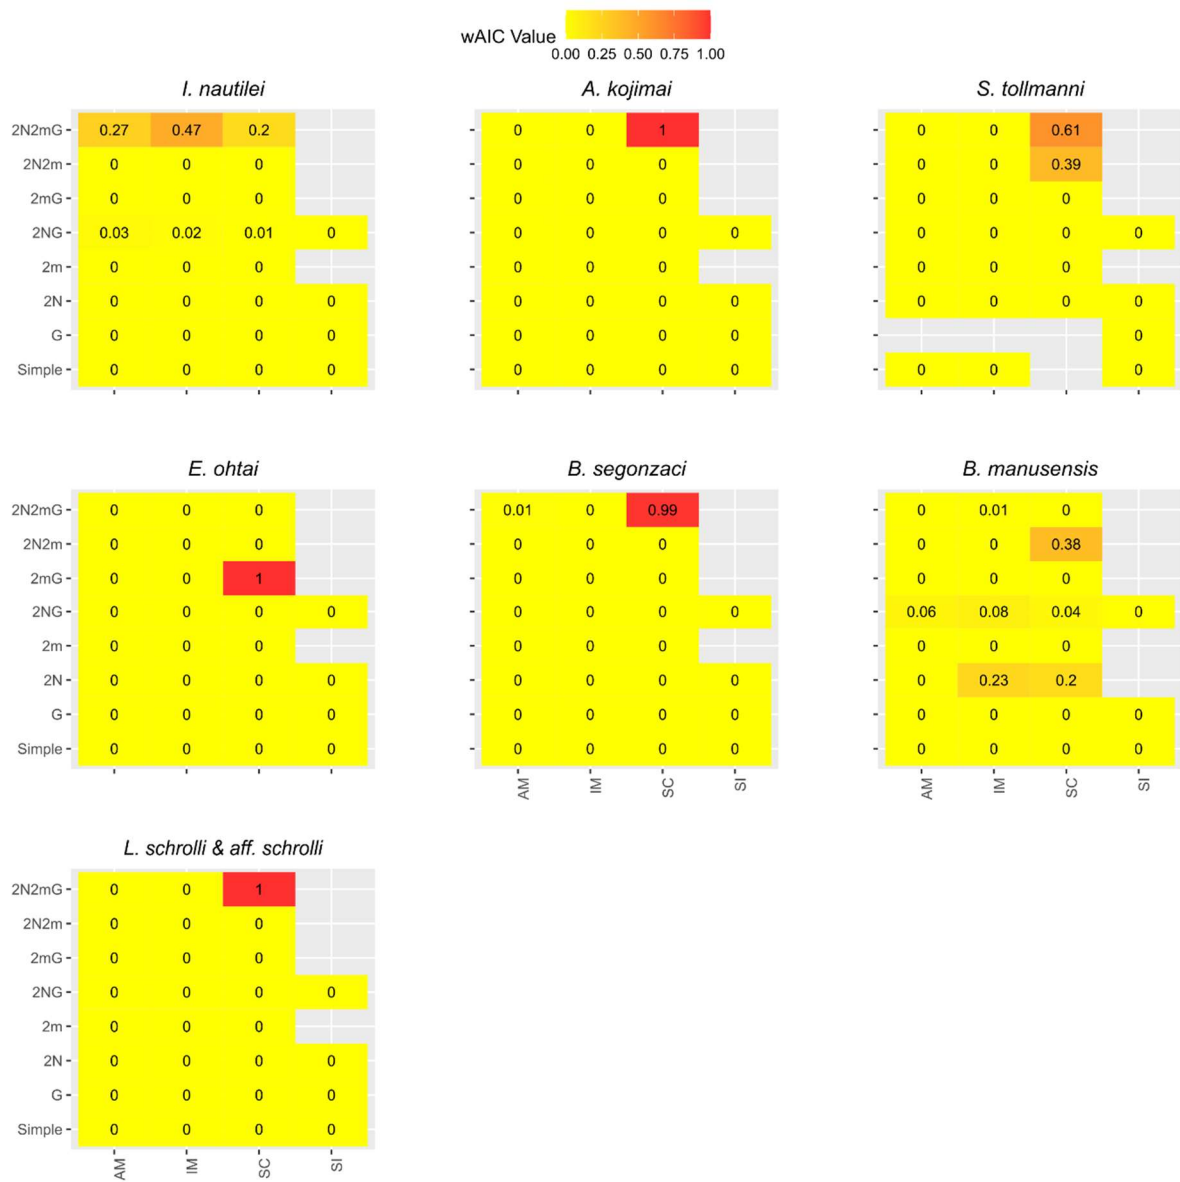 wAIC Value
0.00 0.25 0.50 0.75 1.00
I. nautilei
A. kojimai
S. tollmanni
2N2mG 0.27 0.47 0.2 0 0 1 0 0 0.61
2N2m 0 0 0 0 0 0 0 0 0.39
2mG 0 0 0 0 0 0 0 0 0
2NG 0.03 0.02 0.01 0 0 0 0 0 0 0 0 0
2m 0 0 0 0 0 0 0 0 0
2N 0 0 0 0 0 0 0 0 0 0 0 0
G 0 0 0 0 0 0 0 0 0
Simple 0 0 0 0 0 0 0 0 0 0 0
E. ohtai
B. segonzaci
B. manusensis
2N2mG 0 0 0 0.01 0 0.99 0 0.01 0
2N2m 0 0 0 0 0 0 0 0 0.38
2mG 0 0 1 0 0 0 0 0 0
2NG 0 0 0 0 0 0 0 0 0.06 0.08 0.04 0
2m 0 0 0 0 0 0 0 0 0
2N 0 0 0 0 0 0 0 0 0 0.23 0.2
G 0 0 0 0 0 0 0 0 0 0 0 0
Simple 0 0 0 0 0 0 0 0 0 0 0 0
AM IM SC SI AM IM SC SI
L. schrolli & aff. schrolli
2N2mG 0 0 1
2N2m 0 0 0
2mG 0 0 0
2NG 0 0 0 0
2m 0 0 0
2N 0 0 0 0
G 0 0 0 0
Simple 0 0 0 0
AM IM SC SI